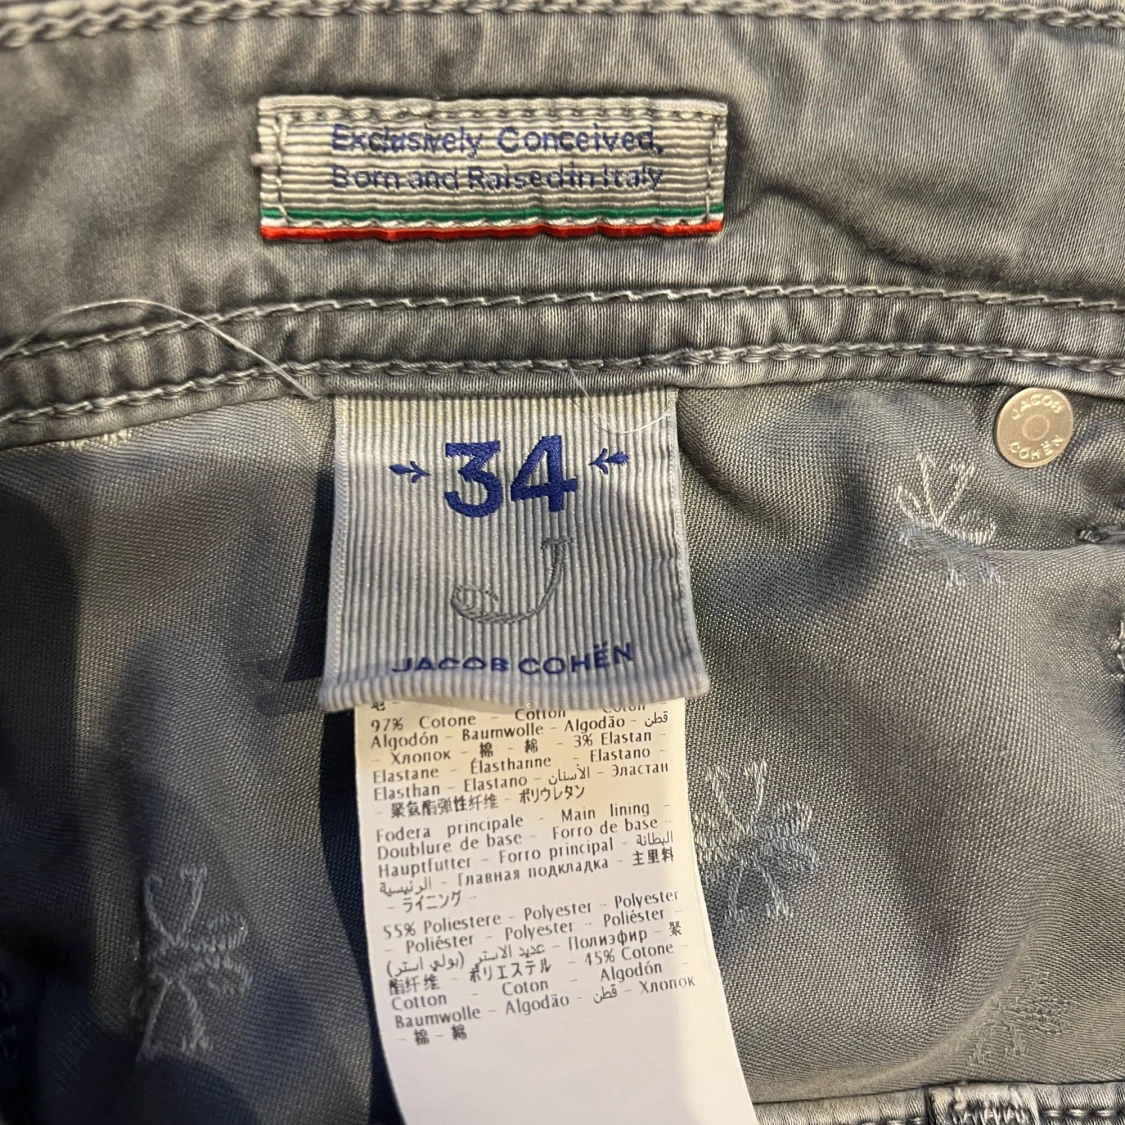 Exclusively Conceived,
Born and Raised in Italy
34
JACOB COHËN
JACOB COHËN
97% Cotone - Cotton - Coton -
Algodón - Baumwolle - Algodão - قطن
- Хлопок - 棉 - 綿 - 3% Elastan -
Elastane - Élasthanne - Elastano -
Elasthan - Elastano - الأستان - Эластан
- 聚氨酯弹性纤维 - ポリウレタン
Fodera principale - Main lining -
Doublure de base - Forro de base -
Hauptfutter - Forro principal - البطانة
الرئيسية - Главная подкладка - 主里料
- ライニング -
55% Poliestere - Polyester - Polyester
- Poliéster - Polyester - Poliéster -
عديد الاستر (بولي استر) - Полиэфир - 聚
酯纤维 - ポリエステル - 45% Cotone -
Cotton - Coton - Algodón -
Baumwolle - Algodão - قطن - Хлопок
- 棉 - 綿